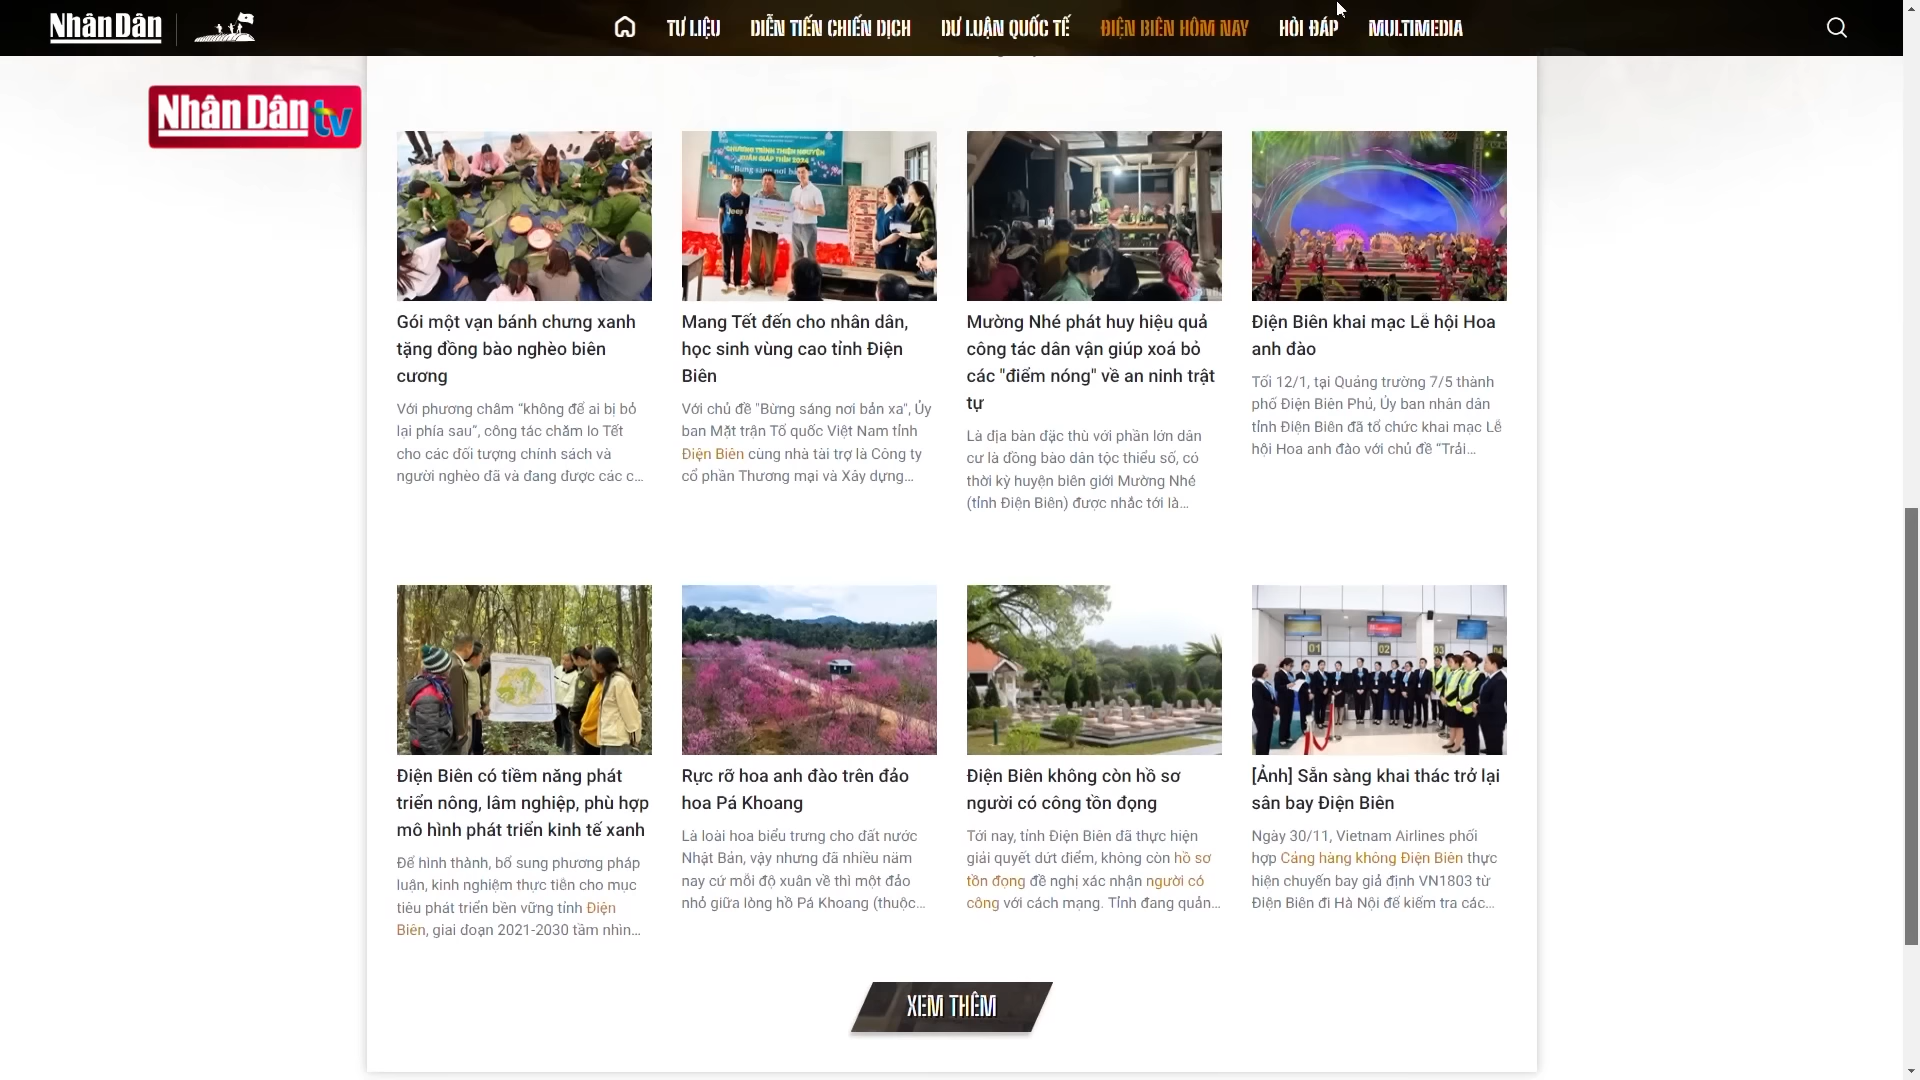 Nhân Dân
TƯ LIỆU DIỄN TIẾN CHIẾN DỊCH DƯ LUẬN QUỐC TẾ ĐIỆN BIÊN HÔM NAY HỎI ĐÁP MULTIMEDIA
Nhân Dân tv
CHƯƠNG TRÌNH THIỆN NGUYỆN
XUÂN GIÁP THÌN 2024
Gói một vạn bánh chưng xanh
tặng đồng bào nghèo biên
cương
Với phương châm “không để ai bị bỏ
lại phía sau”, công tác chăm lo Tết
cho các đối tượng chính sách và
người nghèo đã và đang được các c...
Mang Tết đến cho nhân dân,
học sinh vùng cao tỉnh Điện
Biên
Với chủ đề "Bừng sáng nơi bản xa", Ủy
ban Mặt trận Tổ quốc Việt Nam tỉnh
Điện Biên cùng nhà tài trợ là Công ty
cổ phần Thương mại và Xây dựng...
Mường Nhé phát huy hiệu quả
công tác dân vận giúp xoá bỏ
các "điểm nóng" về an ninh trật
tự
Là địa bàn đặc thù với phần lớn dân
cư là đồng bào dân tộc thiểu số, có
thời kỳ huyện biên giới Mường Nhé
(tỉnh Điện Biên) được nhắc tới là...
Điện Biên khai mạc Lễ hội Hoa
anh đào
Tối 12/1, tại Quảng trường 7/5 thành
phố Điện Biên Phủ, Ủy ban nhân dân
tỉnh Điện Biên đã tổ chức khai mạc Lễ
hội Hoa anh đào với chủ đề “Trải...
01 02 03 04
Điện Biên có tiềm năng phát
triển nông, lâm nghiệp, phù hợp
mô hình phát triển kinh tế xanh
Để hình thành, bổ sung phương pháp
luận, kinh nghiệm thực tiễn cho mục
tiêu phát triển bền vững tỉnh Điện
Biên, giai đoạn 2021-2030 tầm nhìn...
Rực rỡ hoa anh đào trên đảo
hoa Pá Khoang
Là loài hoa biểu trưng cho đất nước
Nhật Bản, vậy nhưng đã nhiều năm
nay cứ mỗi độ xuân về thì một đảo
nhỏ giữa lòng hồ Pá Khoang (thuộc...
Điện Biên không còn hồ sơ
người có công tồn đọng
Tới nay, tỉnh Điện Biên đã thực hiện
giải quyết dứt điểm, không còn hồ sơ
tồn đọng đề nghị xác nhận người có
công với cách mạng. Tỉnh đang quản...
[Ảnh] Sẵn sàng khai thác trở lại
sân bay Điện Biên
Ngày 30/11, Vietnam Airlines phối
hợp Cảng hàng không Điện Biên thực
hiện chuyến bay giả định VN1803 từ
Điện Biên đi Hà Nội để kiểm tra các...
XEM THÊM